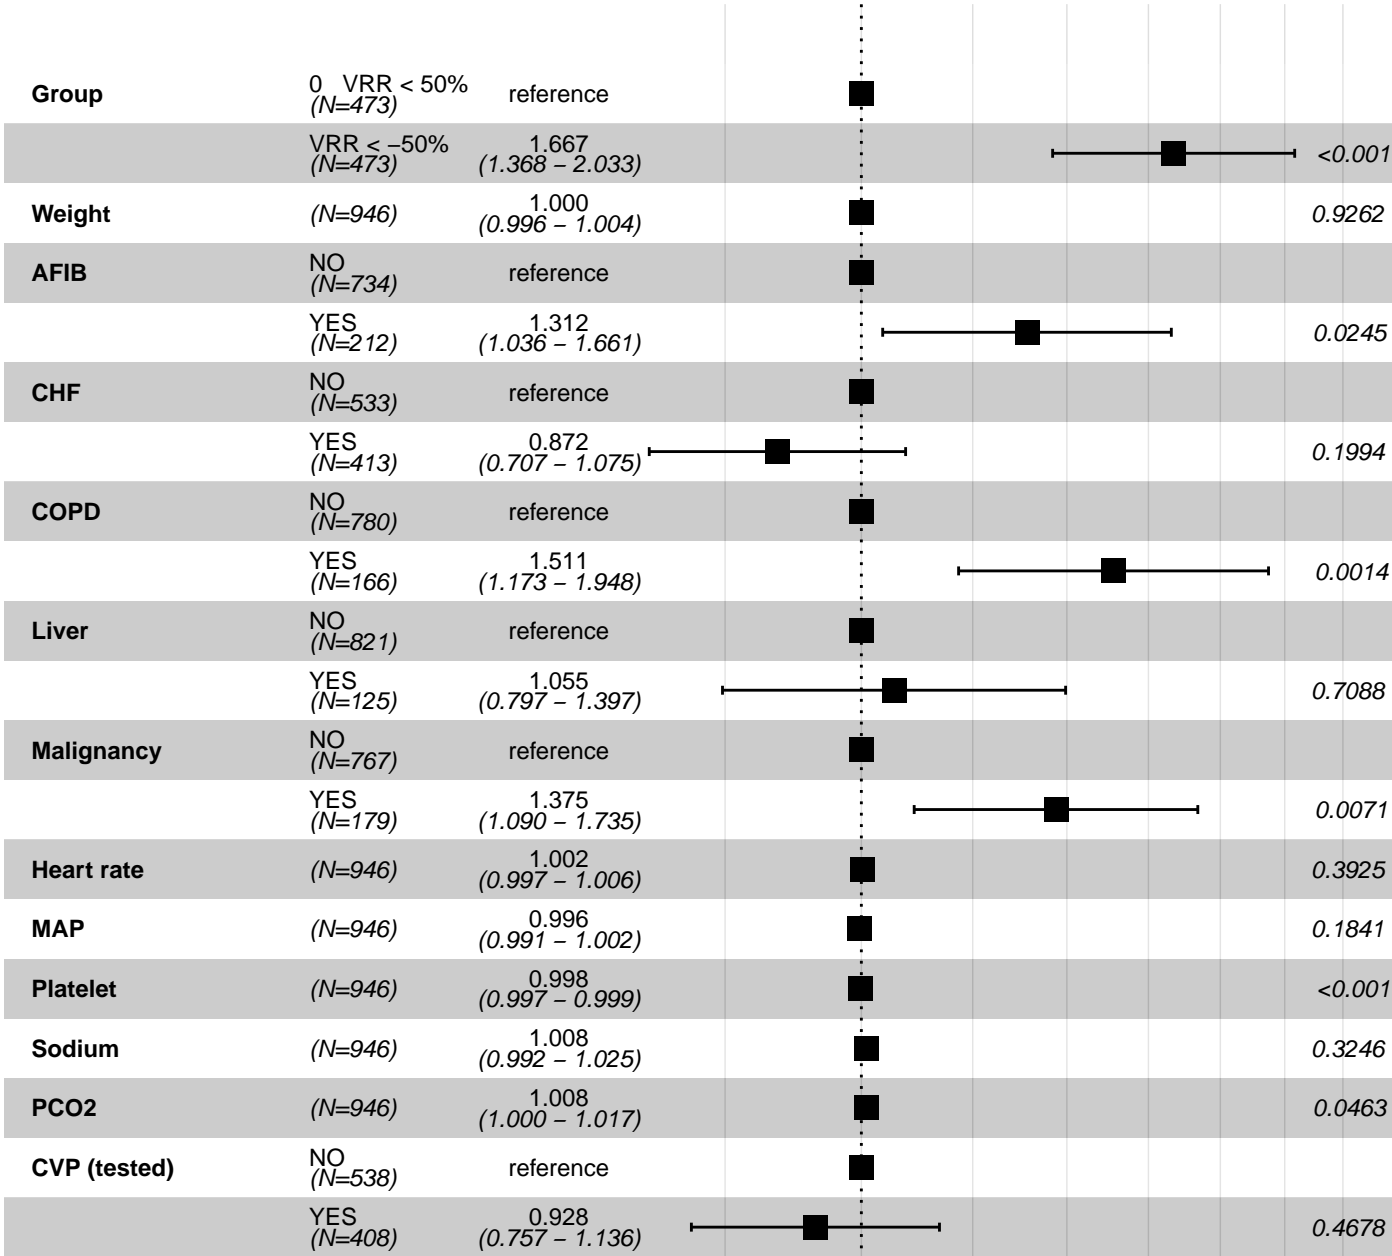 Group 0 VRR < 50% (N=473) reference
VRR < −50% (N=473) 1.667 (1.368 − 2.033) <0.001
Weight (N=946) 1.000 (0.996 − 1.004) 0.9262
AFIB NO (N=734) reference
YES (N=212) 1.312 (1.036 − 1.661) 0.0245
CHF NO (N=533) reference
YES (N=413) 0.872 (0.707 − 1.075) 0.1994
COPD NO (N=780) reference
YES (N=166) 1.511 (1.173 − 1.948) 0.0014
Liver NO (N=821) reference
YES (N=125) 1.055 (0.797 − 1.397) 0.7088
Malignancy NO (N=767) reference
YES (N=179) 1.375 (1.090 − 1.735) 0.0071
Heart rate (N=946) 1.002 (0.997 − 1.006) 0.3925
MAP (N=946) 0.996 (0.991 − 1.002) 0.1841
Platelet (N=946) 0.998 (0.997 − 0.999) <0.001
Sodium (N=946) 1.008 (0.992 − 1.025) 0.3246
PCO2 (N=946) 1.008 (1.000 − 1.017) 0.0463
CVP (tested) NO (N=538) reference
YES (N=408) 0.928 (0.757 − 1.136) 0.4678